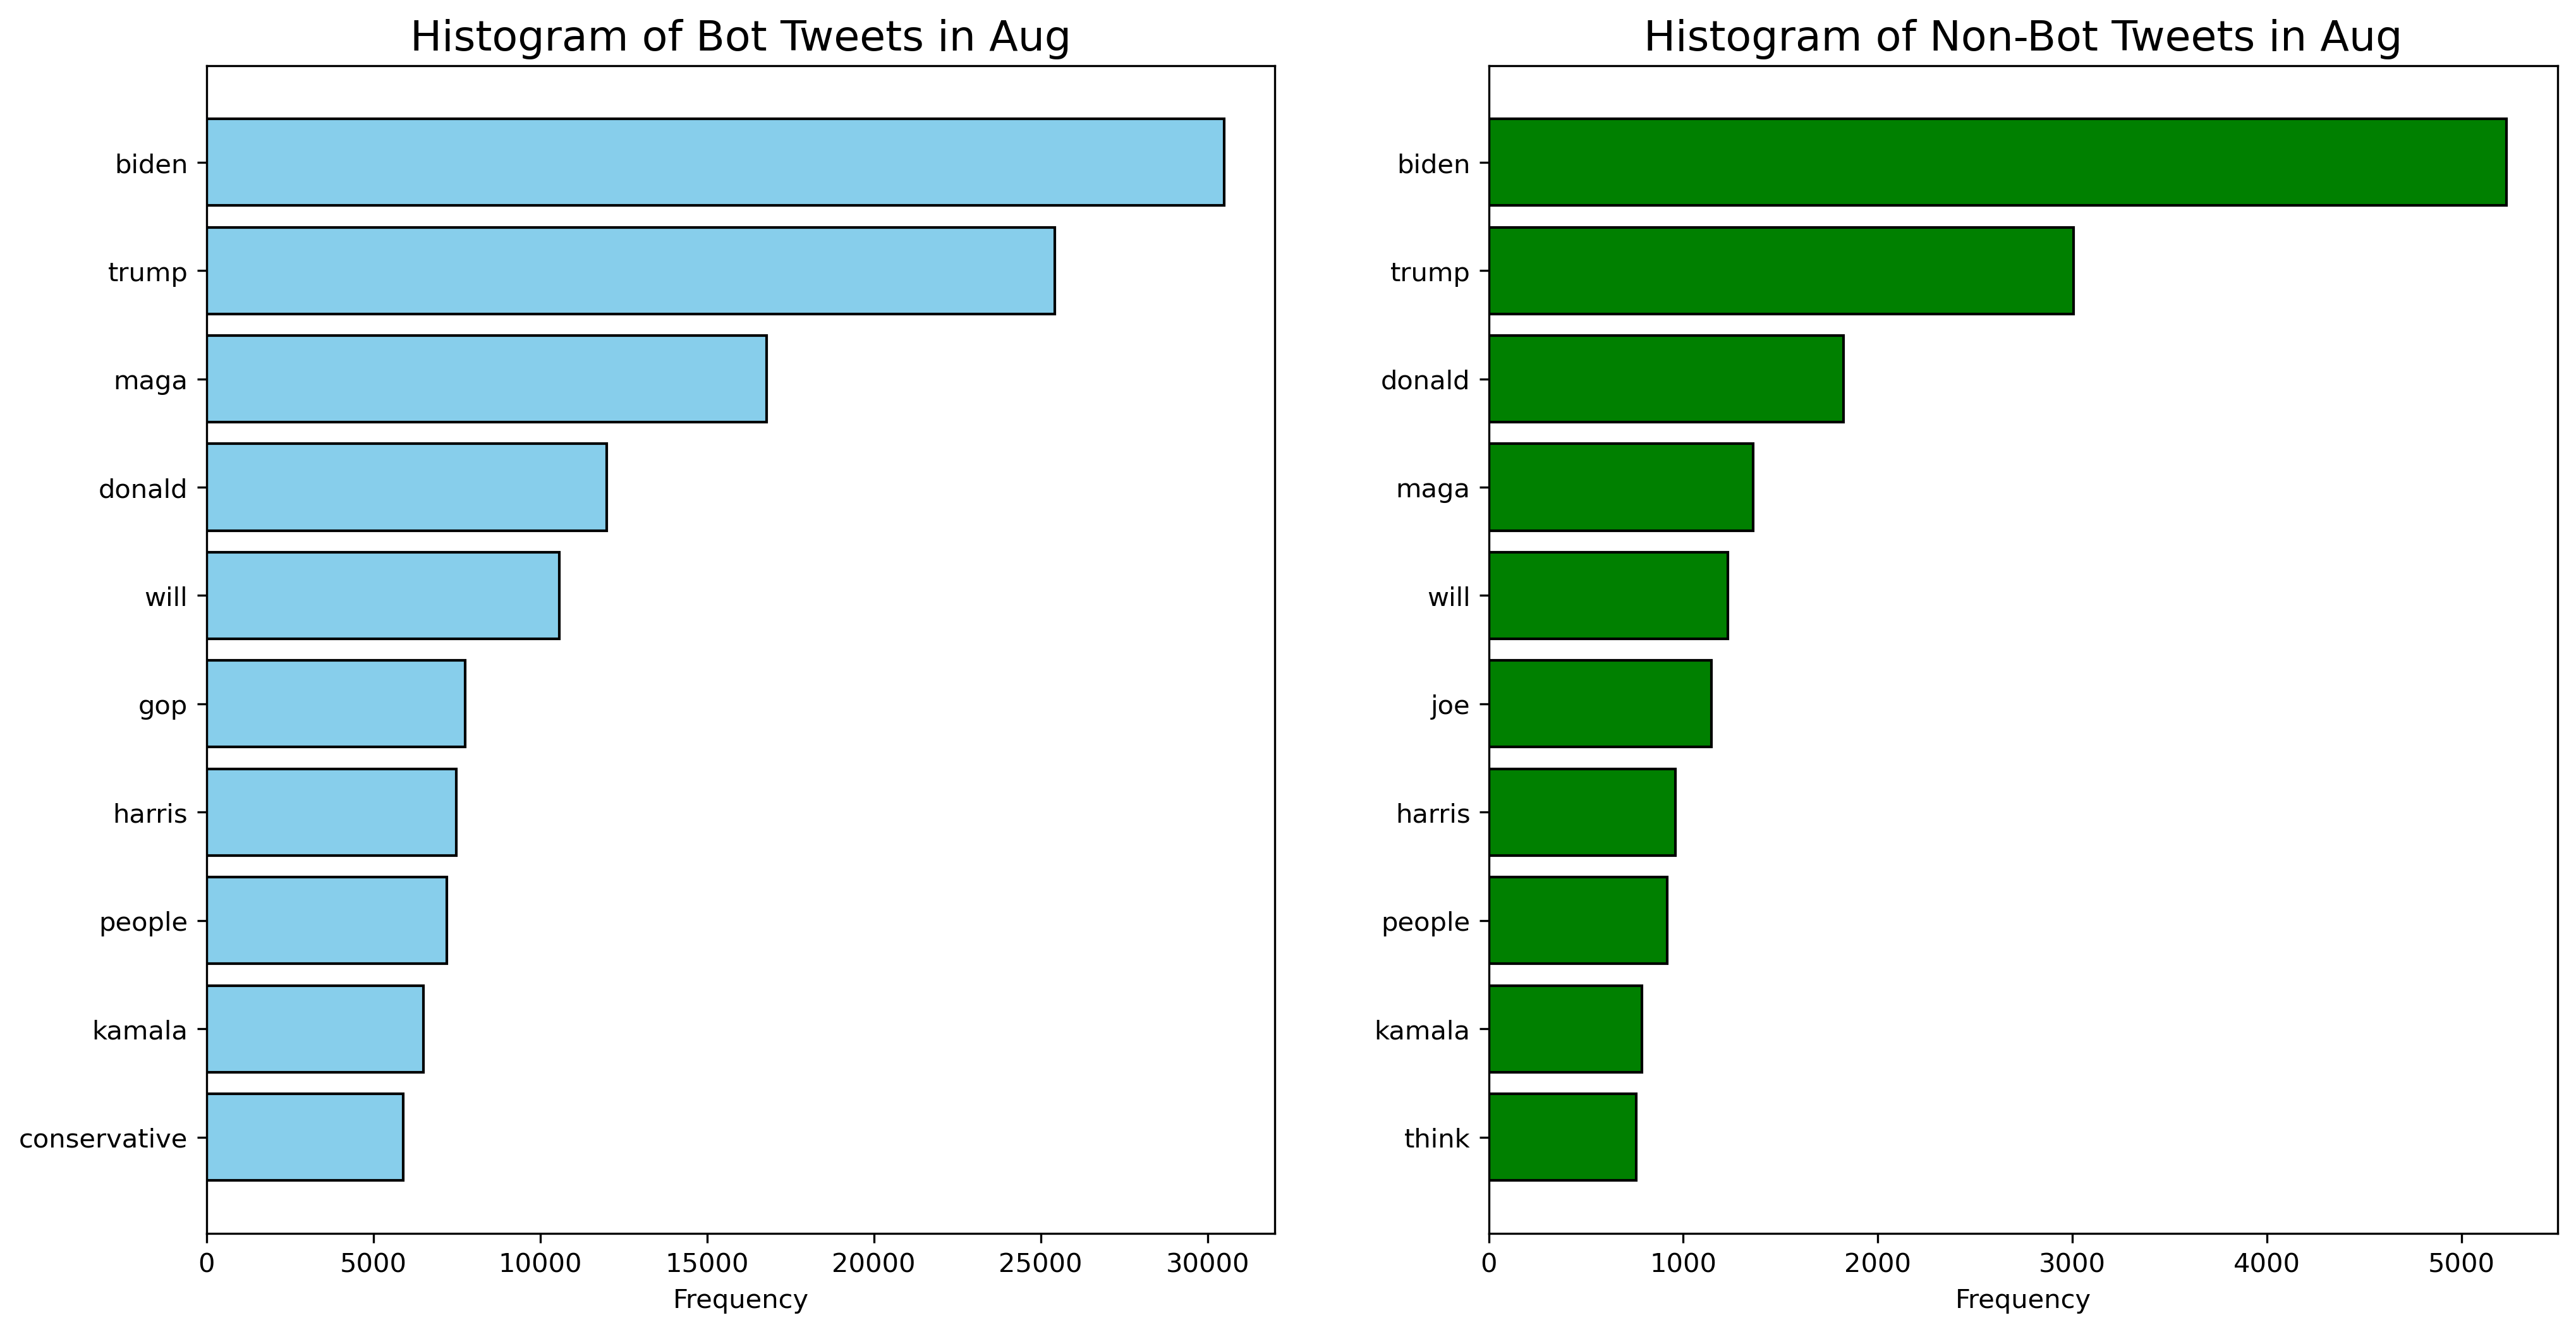 Histogram of Bot Tweets in Aug
biden
trump
maga
donald
will
gop
harris
people
kamala
conservative
0 5000 10000 15000 20000 25000 30000
Frequency
Histogram of Non-Bot Tweets in Aug
biden
trump
donald
maga
will
joe
harris
people
kamala
think
0 1000 2000 3000 4000 5000
Frequency